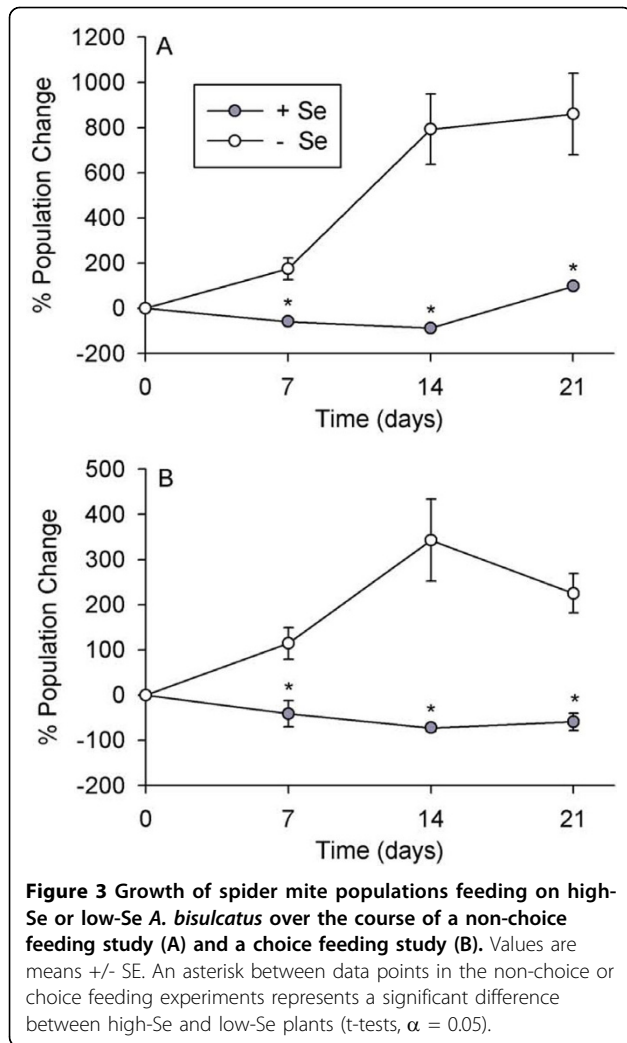 1200
A
1000
+ Se
- Se
800
600
400
200
0
-200
% Population Change
0 7 14 21
Time (days)
*
*
*
500
B
400
300
200
100
0
-100
-200
% Population Change
0 7 14 21
Time (days)
*
*
*
Figure 3 Growth of spider mite populations feeding on high-
Se or low-Se A. bisulcatus over the course of a non-choice
feeding study (A) and a choice feeding study (B). Values are
means +/- SE. An asterisk between data points in the non-choice or
choice feeding experiments represents a significant difference
between high-Se and low-Se plants (t-tests, α = 0.05).